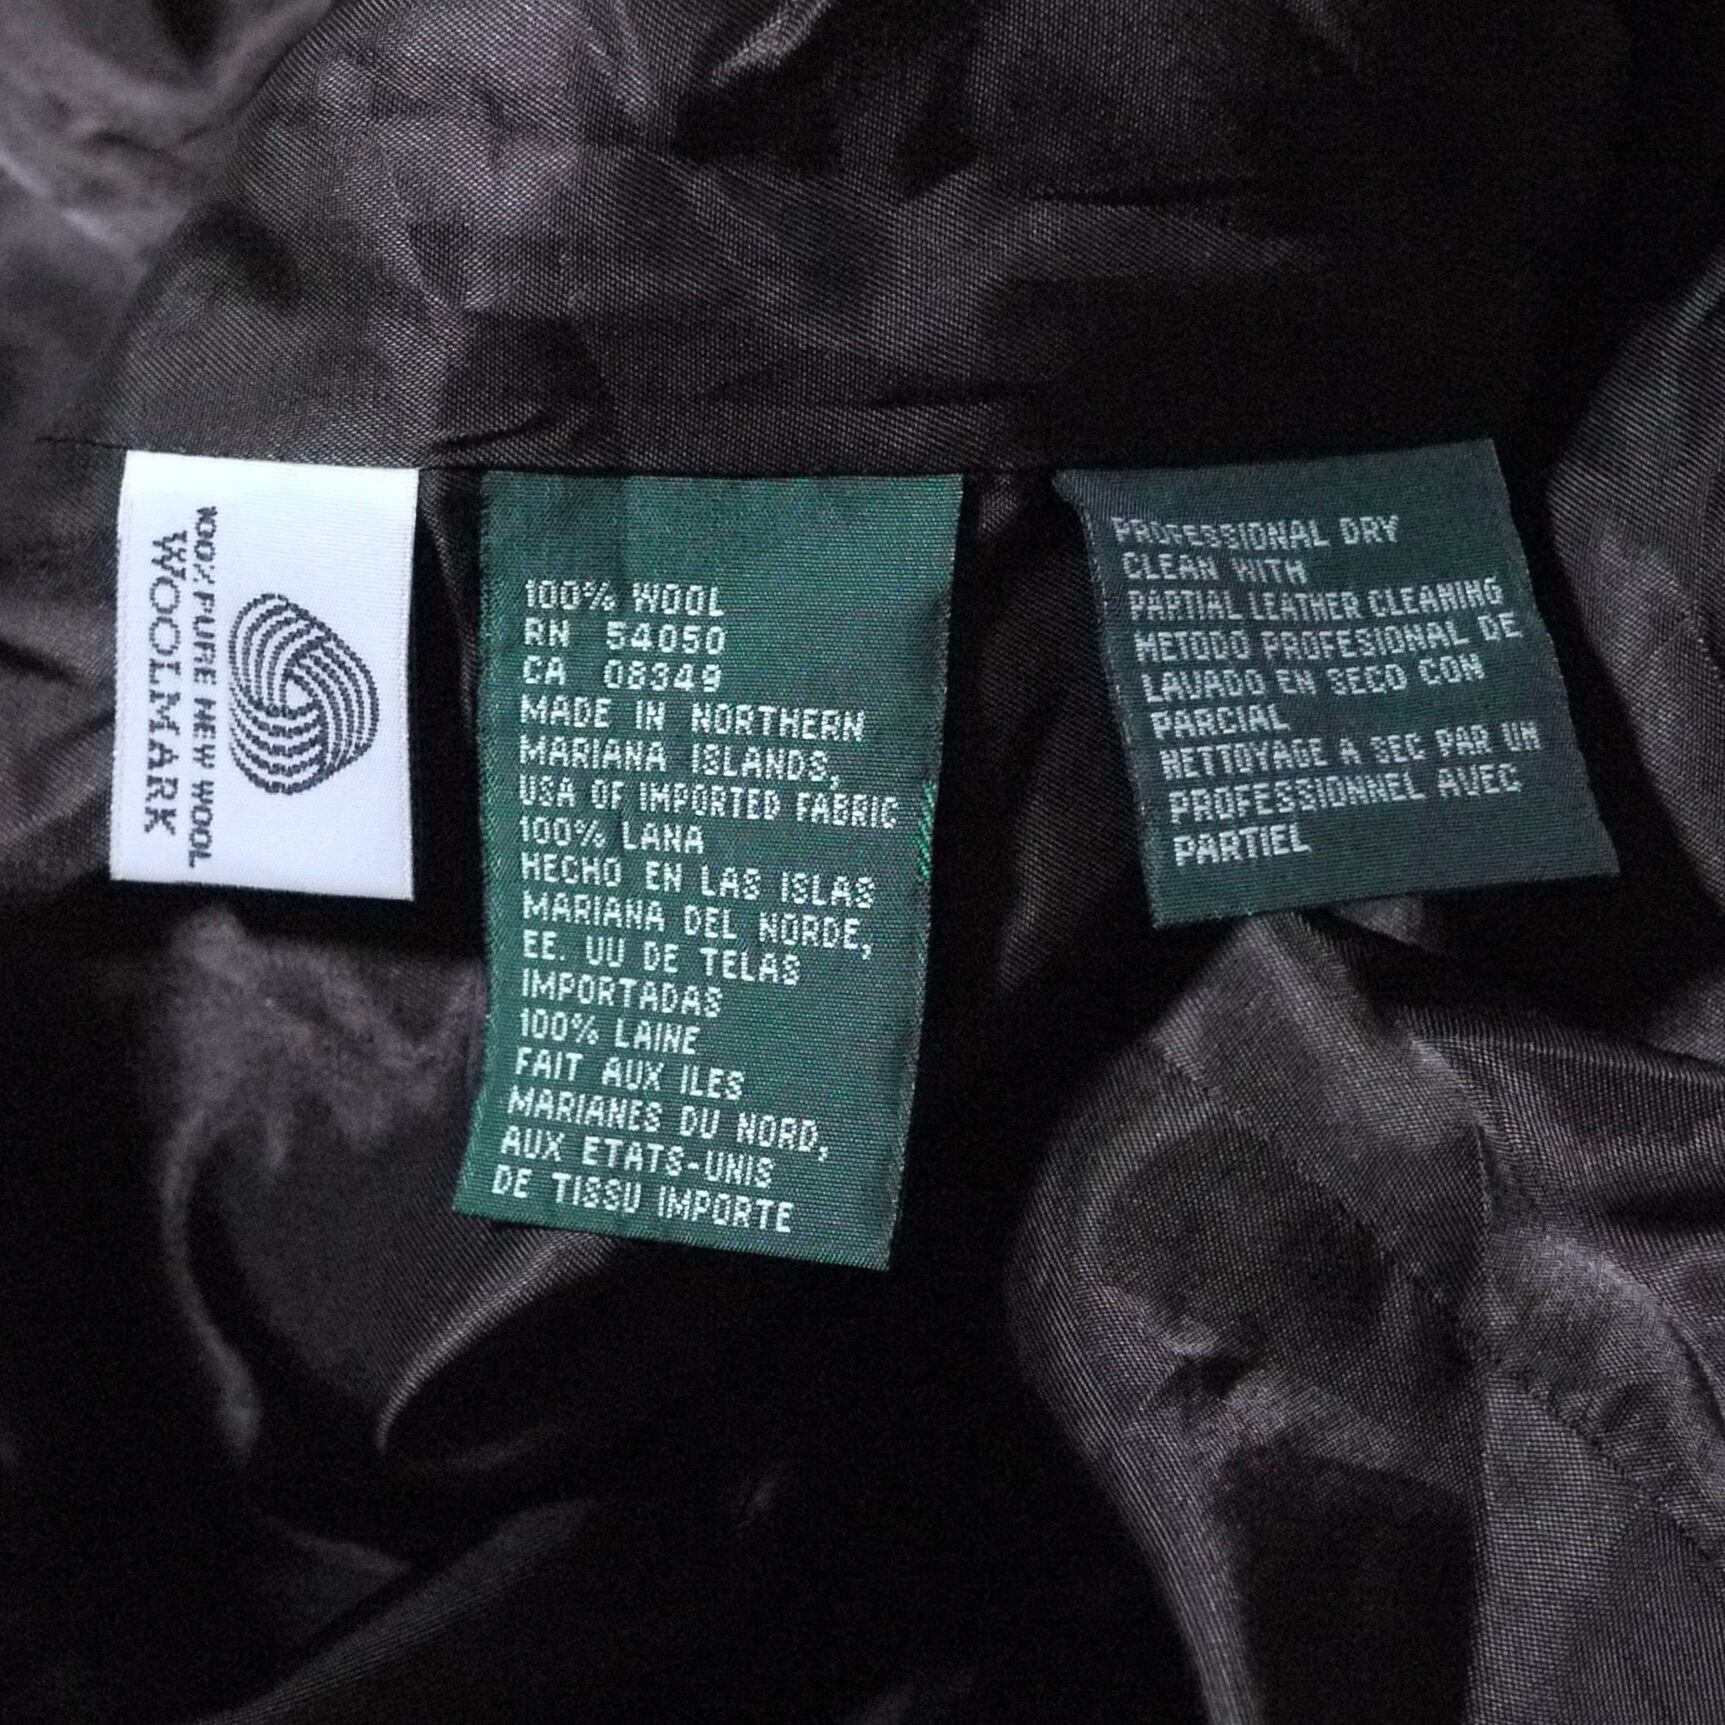 100% PURE NEW WOOL
WOOLMARK
100% WOOL
RN 54050
CA 08349
MADE IN NORTHERN
MARIANA ISLANDS,
USA OF IMPORTED FABRIC
100% LANA
HECHO EN LAS ISLAS
MARIANA DEL NORDE,
EE. UU DE TELAS
IMPORTADAS
100% LAINE
FAIT AUX ILES
MARIANES DU NORD,
AUX ETATS-UNIS
DE TISSU IMPORTE
PROFESSIONAL DRY
CLEAN WITH
PARTIAL LEATHER CLEANING
METODO PROFESIONAL DE
LAVADO EN SECO CON
PARCIAL
NETTOYAGE A SEC PAR UN
PROFESSIONNEL AVEC
PARTIEL